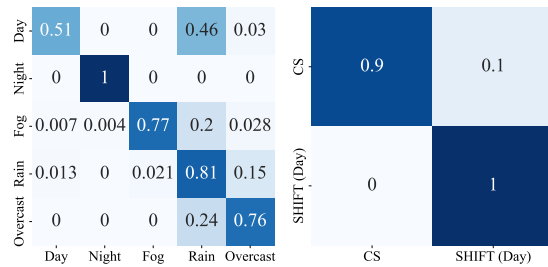 Day 0.51 0 0 0.46 0.03
Night 0 1 0 0 0
Fog 0.007 0.004 0.77 0.2 0.028
Rain 0.013 0 0.021 0.81 0.15
Overcast 0 0 0 0.24 0.76
Day Night Fog Rain Overcast
CS 0.9 0.1
SHIFT (Day) 0 1
CS SHIFT (Day)